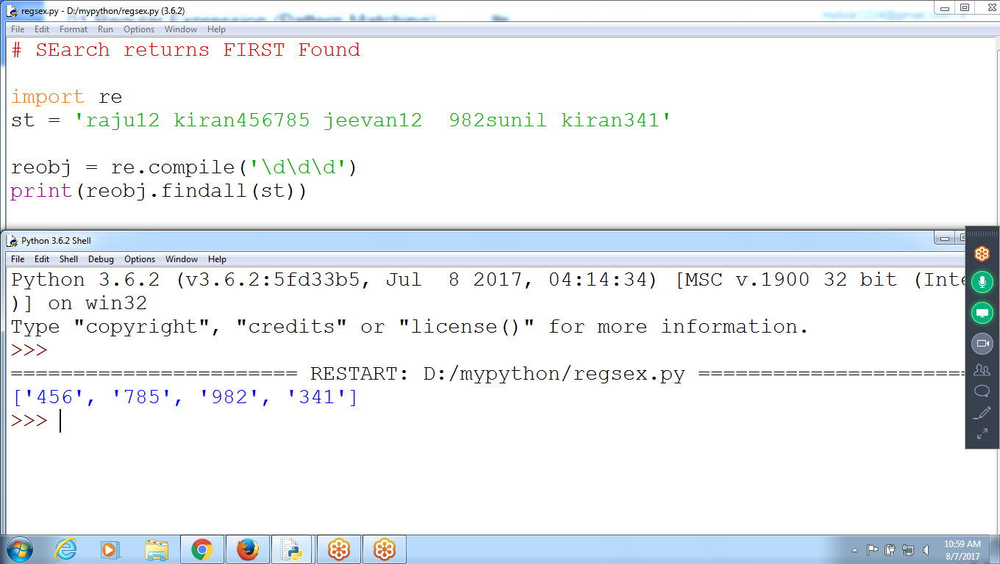 regsex.py - D:/mypython/regsex.py (3.6.2)
File Edit Format Run Options Window Help
# SEarch returns FIRST Found
import re
st = 'raju12 kiran456785 jeevan12  982sunil kiran341'
reobj = re.compile('\d\d\d')
print(reobj.findall(st))
Python 3.6.2 Shell
File Edit Shell Debug Options Window Help
Python 3.6.2 (v3.6.2:5fd33b5, Jul  8 2017, 04:14:34) [MSC v.1900 32 bit (Inte
)] on win32
Type "copyright", "credits" or "license()" for more information.
>>>
======================= RESTART: D:/mypython/regsex.py ======================
['456', '785', '982', '341']
>>>
10:59 AM
8/7/2017